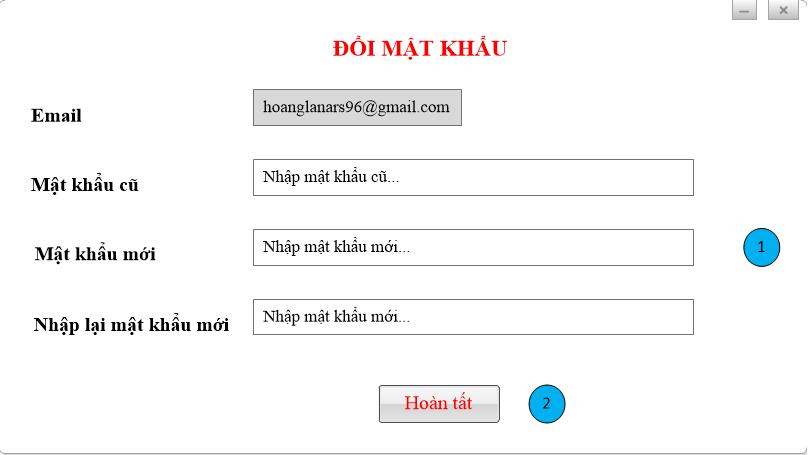 ĐỔI MẬT KHẨU
Email
hoanglanars96@gmail.com
Mật khẩu cũ
Nhập mật khẩu cũ...
Mật khẩu mới
Nhập mật khẩu mới...
1
Nhập lại mật khẩu mới
Nhập mật khẩu mới...
Hoàn tất
2